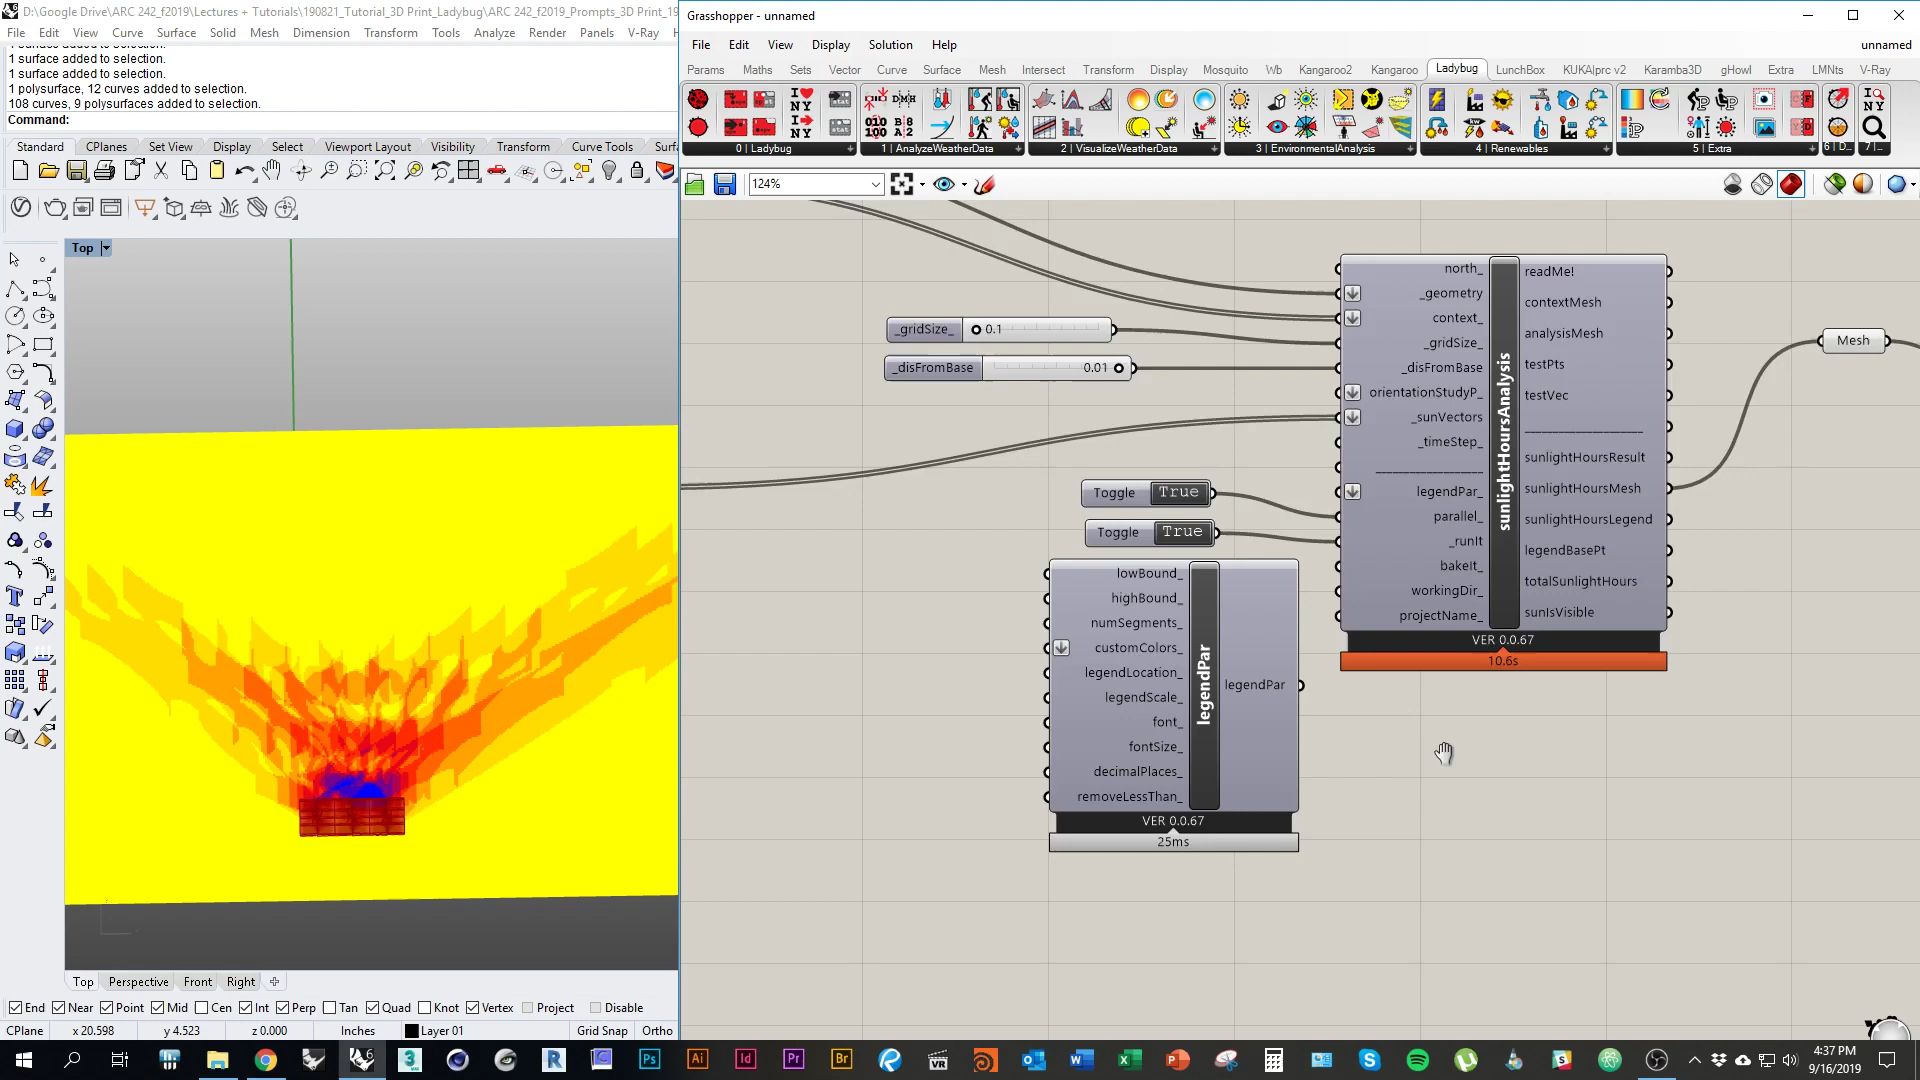 D:\Google Drive\ARC 242_f2019\Lectures + Tutorials\190821_Tutorial_3D Print_Ladybug\ARC 242_f2019_Prompts_3D Print_19
File Edit View Curve Surface Solid Mesh Dimension Transform Tools Analyze Render Panels V-Ray
1 surface added to selection.
1 surface added to selection.
1 polysurface, 12 curves added to selection.
108 curves, 9 polysurfaces added to selection.
Command:
Standard CPlanes Set View Display Select Viewport Layout Visibility Transform Curve Tools Surf
Top
Top Perspective Front Right
End Near Point Mid Cen Int Perp Tan Quad Knot Vertex Project Disable
CPlane x 20.598 y 4.523 z 0.000 Inches Layer 01 Grid Snap Ortho
Grasshopper - unnamed
File Edit View Display Solution Help unnamed
Params Maths Sets Vector Curve Surface Mesh Intersect Transform Display Mosquito Wb Kangaroo2 Kangaroo Ladybug LunchBox KUKA|prc v2 Karamba3D gHowl Extra LMNts V-Ray
0 | Ladybug 1 | AnalyzeWeatherData 2 | VisualizeWeatherData 3 | EnvironmentalAnalysis 4 | Renewables 5 | Extra 6 | D... 7 |...
124%
_gridSize_ 0.1
_disFromBase 0.01
Toggle True
Toggle True
north_
_geometry
context_
_gridSize_
_disFromBase
orientationStudyP_
_sunVectors
_timeStep_
legendPar_
parallel_
_runIt
bakeIt_
workingDir_
projectName_
sunlightHoursAnalysis
readMe!
contextMesh
analysisMesh
testPts
testVec
sunlightHoursResult
sunlightHoursMesh
sunlightHoursLegend
legendBasePt
totalSunlightHours
sunIsVisible
VER 0.0.67
10.6s
Mesh
lowBound_
highBound_
numSegments_
customColors_
legendLocation_
legendScale_
font_
fontSize_
decimalPlaces_
removeLessThan_
legendPar
legendPar
VER 0.0.67
25ms
4:37 PM
9/16/2019